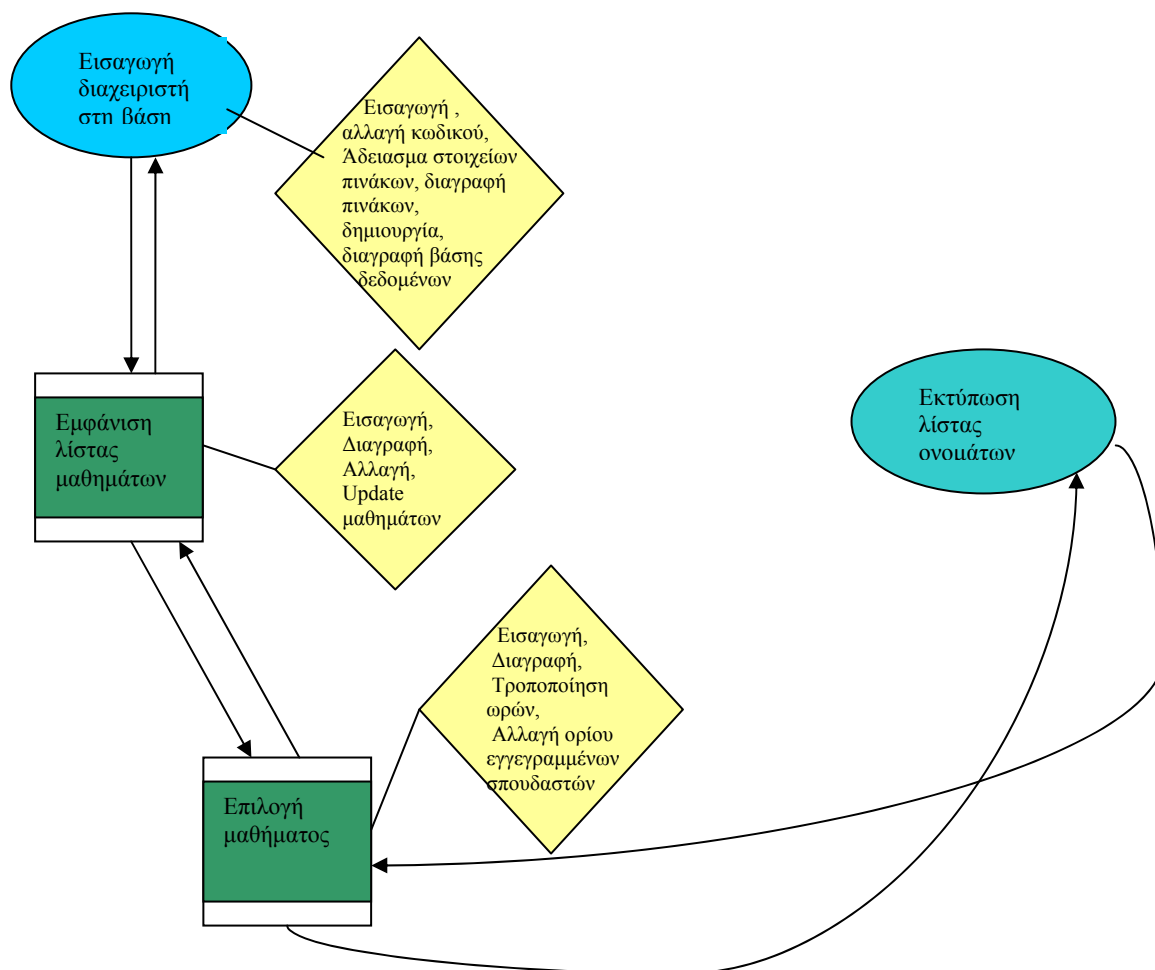 Εισαγωγή
διαχειριστή
στη βάση
Εισαγωγή ,
αλλαγή κωδικού,
Άδειασμα στοιχείων
πινάκων, διαγραφή
πινάκων,
δημιουργία,
διαγραφή βάσης
δεδομένων
Εμφάνιση
λίστας
μαθημάτων
Εισαγωγή,
Διαγραφή,
Αλλαγή,
Update
μαθημάτων
Εκτύπωση
λίστας
ονομάτων
Εισαγωγή,
Διαγραφή,
Τροποποίηση
ωρών,
Αλλαγή ορίου
εγγεγραμμένων
σπουδαστών
Επιλογή
μαθήματος